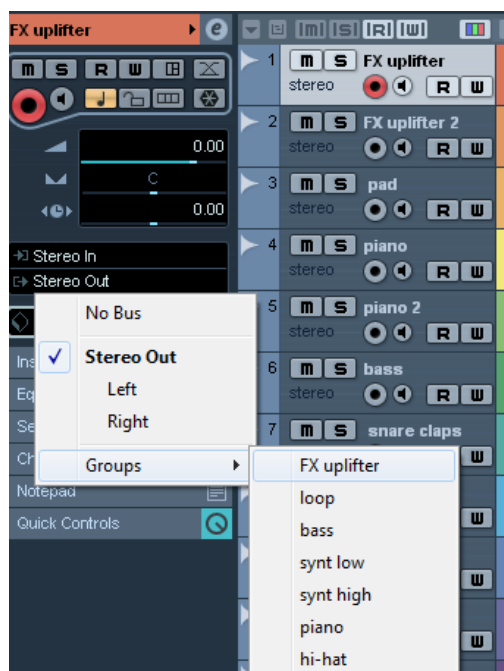 FX uplifter
e
M S R W
0.00
C
0.00
Stereo In
Stereo Out
No Bus
Stereo Out
Left
Right
Groups
FX uplifter
loop
bass
synt low
synt high
piano
hi-hat
Ins
Eq
Se
Ch
Notepad
Quick Controls
[M] [S] [R] [W]
1 M S FX uplifter
stereo R W
2 M S FX uplifter 2
stereo R W
3 M S pad
stereo R W
4 M S piano
stereo R W
5 M S piano 2
stereo R W
6 M S bass
stereo R W
7 M S snare claps
W
W
W
W